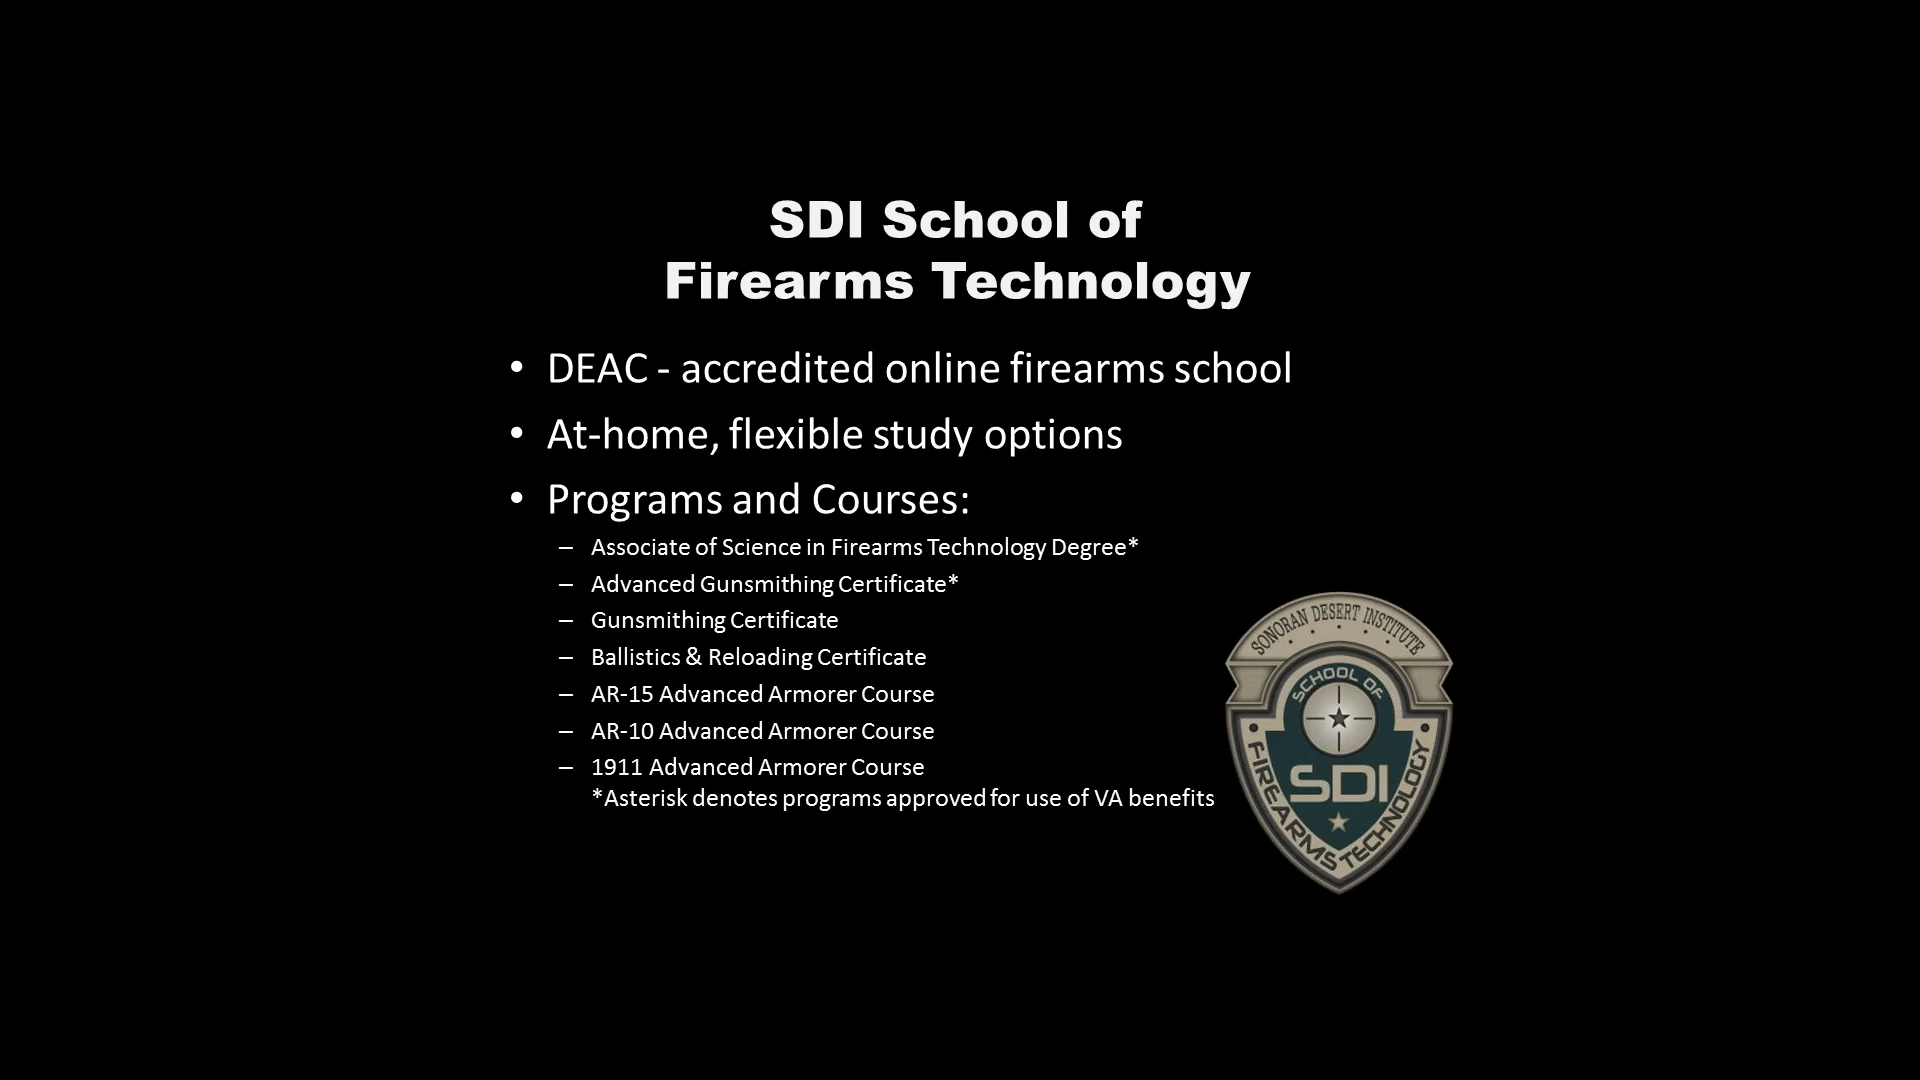 SDI School of
Firearms Technology
• DEAC - accredited online firearms school
• At-home, flexible study options
• Programs and Courses:
– Associate of Science in Firearms Technology Degree*
– Advanced Gunsmithing Certificate*
– Gunsmithing Certificate
– Ballistics & Reloading Certificate
– AR-15 Advanced Armorer Course
– AR-10 Advanced Armorer Course
– 1911 Advanced Armorer Course
*Asterisk denotes programs approved for use of VA benefits
SONORAN DESERT INSTITUTE
SCHOOL OF
SDI
FIREARMS TECHNOLOGY